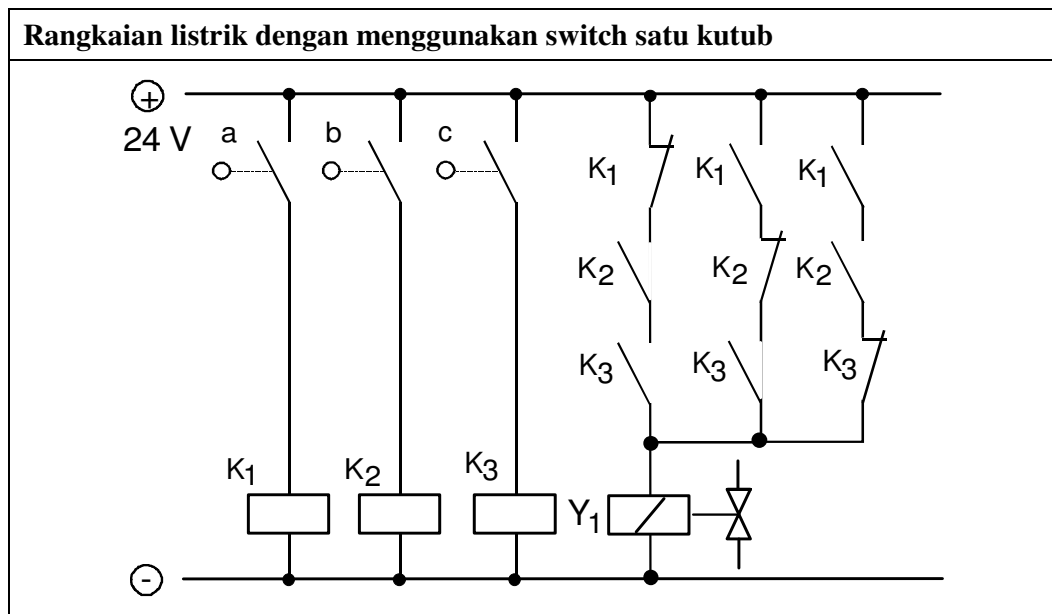 Rangkaian listrik dengan menggunakan switch satu kutub
+
24 V
a b c
K1 K1 K1
K2 K2 K2
K3 K3 K3
K1 K2 K3
Y1
-